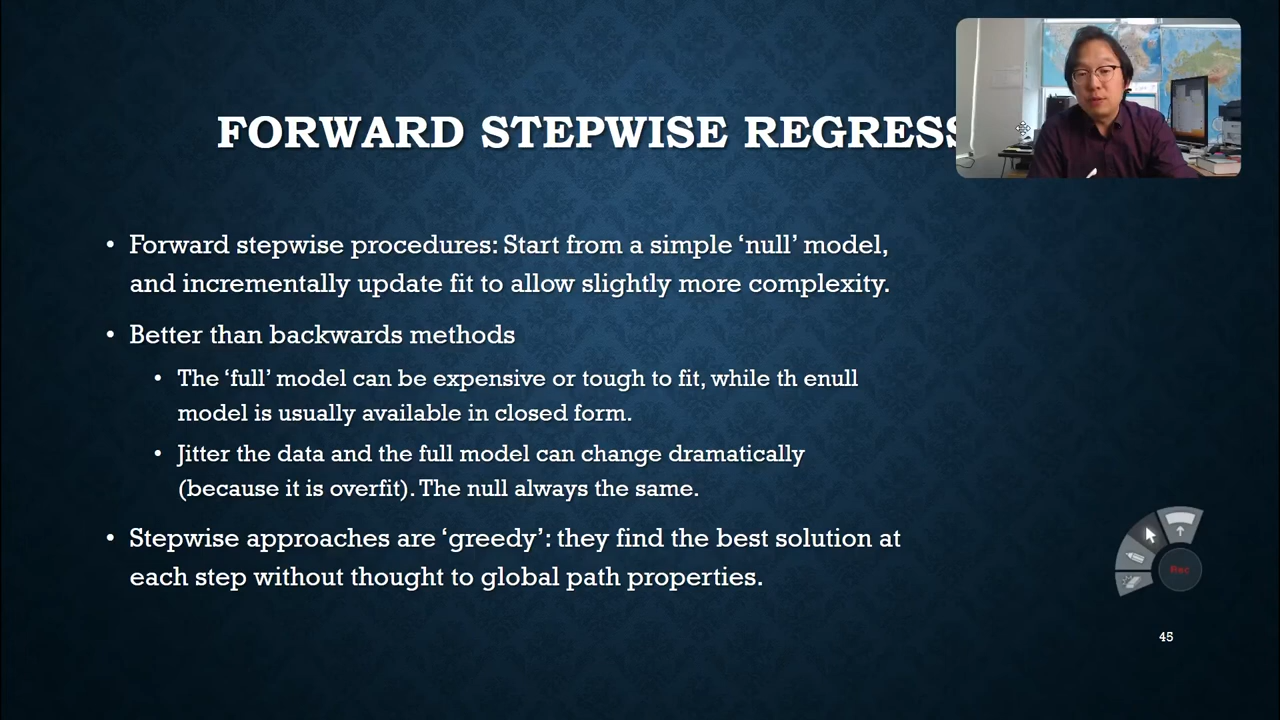 FORWARD STEPWISE REGRESS
• Forward stepwise procedures: Start from a simple ‘null’ model,
and incrementally update fit to allow slightly more complexity.
• Better than backwards methods
• The ‘full’ model can be expensive or tough to fit, while th enull
model is usually available in closed form.
• Jitter the data and the full model can change dramatically
(because it is overfit). The null always the same.
• Stepwise approaches are ‘greedy’: they find the best solution at
each step without thought to global path properties.
Rec
45